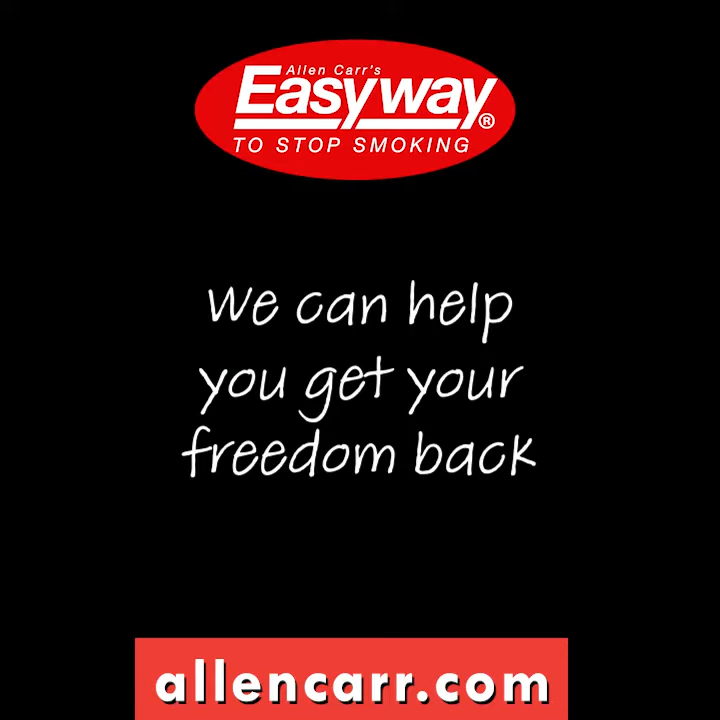 Allen Carr's
Easyway®
TO STOP SMOKING
We can help
you get your
freedom back
allencarr.com